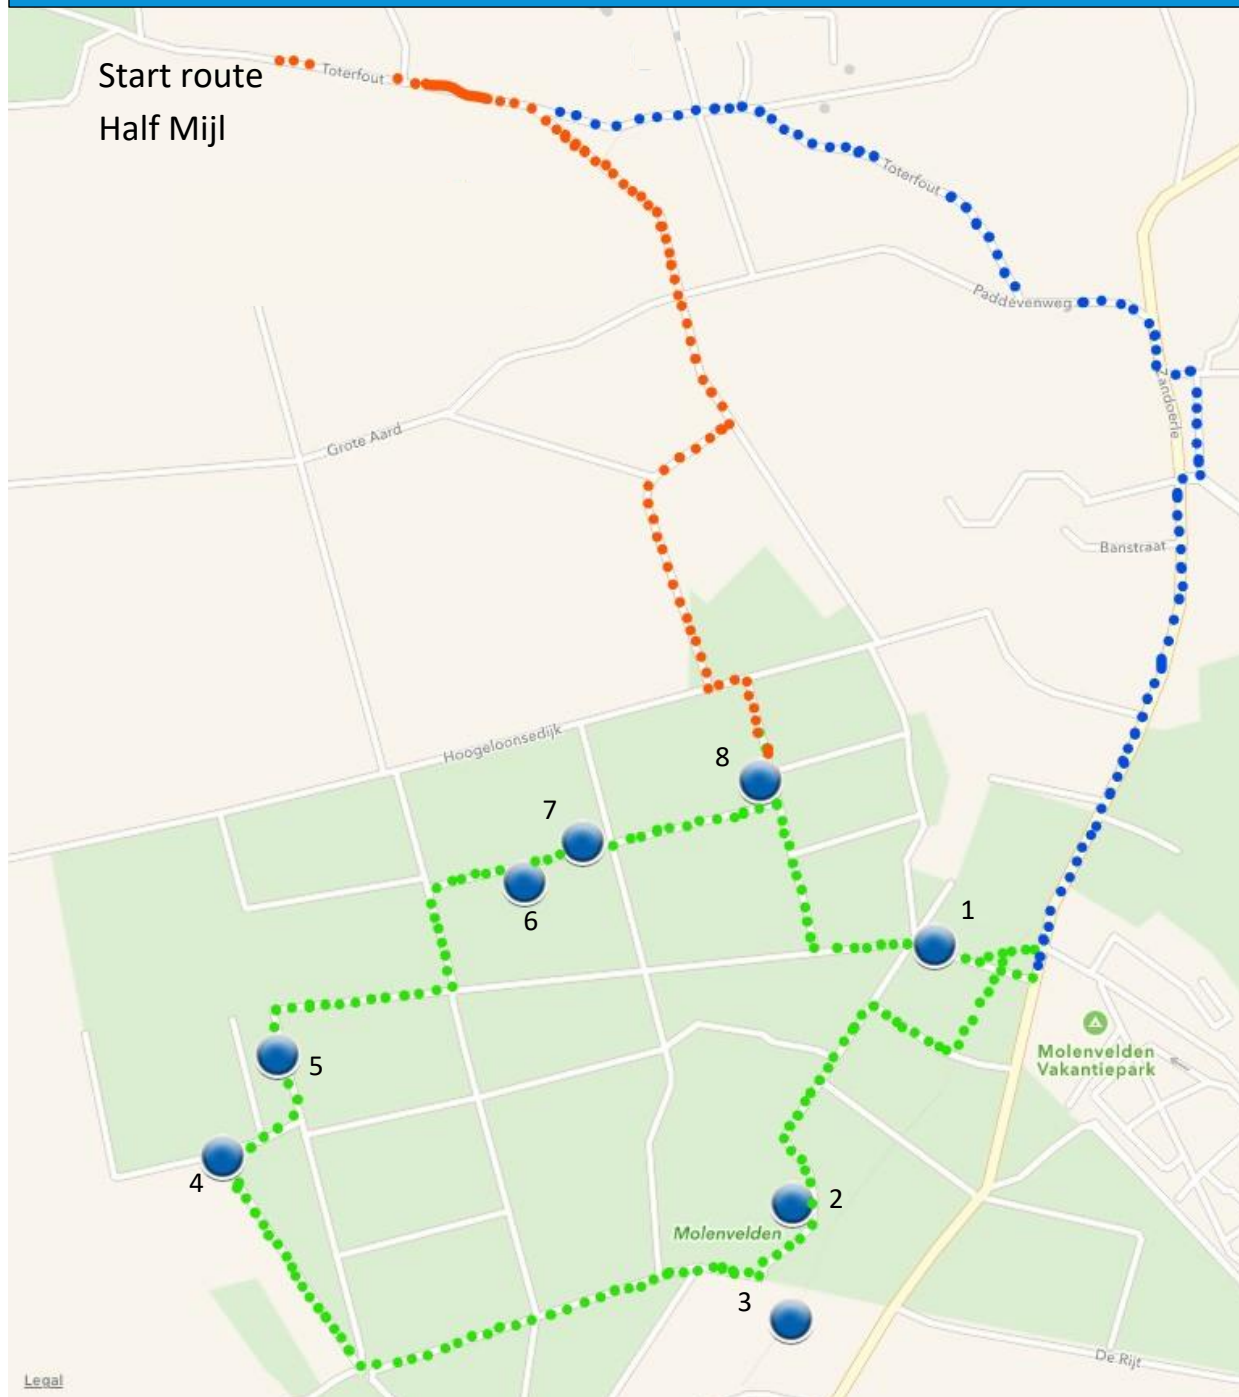 Start route
Half Mijl
Toterfout
Toterfout
Paddevenweg
Zandoerle
Grote Aard
Banstraat
Hoogeloonsedijk
8
7
6
1
5
Molenvelden
Vakantiepark
4
2
Molenvelden
3
De Rijt
Legal